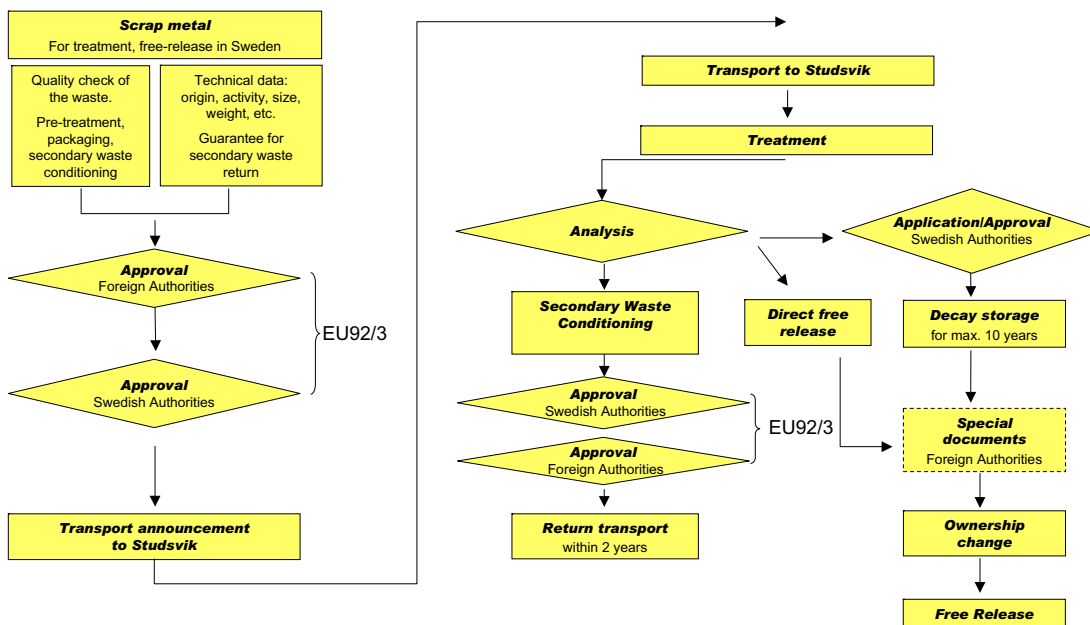 Scrap metal
For treatment, free-release in Sweden
Quality check of
the waste.
Pre-treatment,
packaging,
secondary waste
conditioning
Technical data:
origin, activity, size,
weight, etc.
Guarantee for
secondary waste
return
Approval
Foreign Authorities
EU92/3
Approval
Swedish Authorities
Transport announcement
to Studsvik
Transport to Studsvik
Treatment
Analysis
Application/Approval
Swedish Authorities
Secondary Waste
Conditioning
Direct free
release
Decay storage
for max. 10 years
Approval
Swedish Authorities
EU92/3
Approval
Foreign Authorities
Special
documents
Foreign Authorities
Return transport
within 2 years
Ownership
change
Free Release